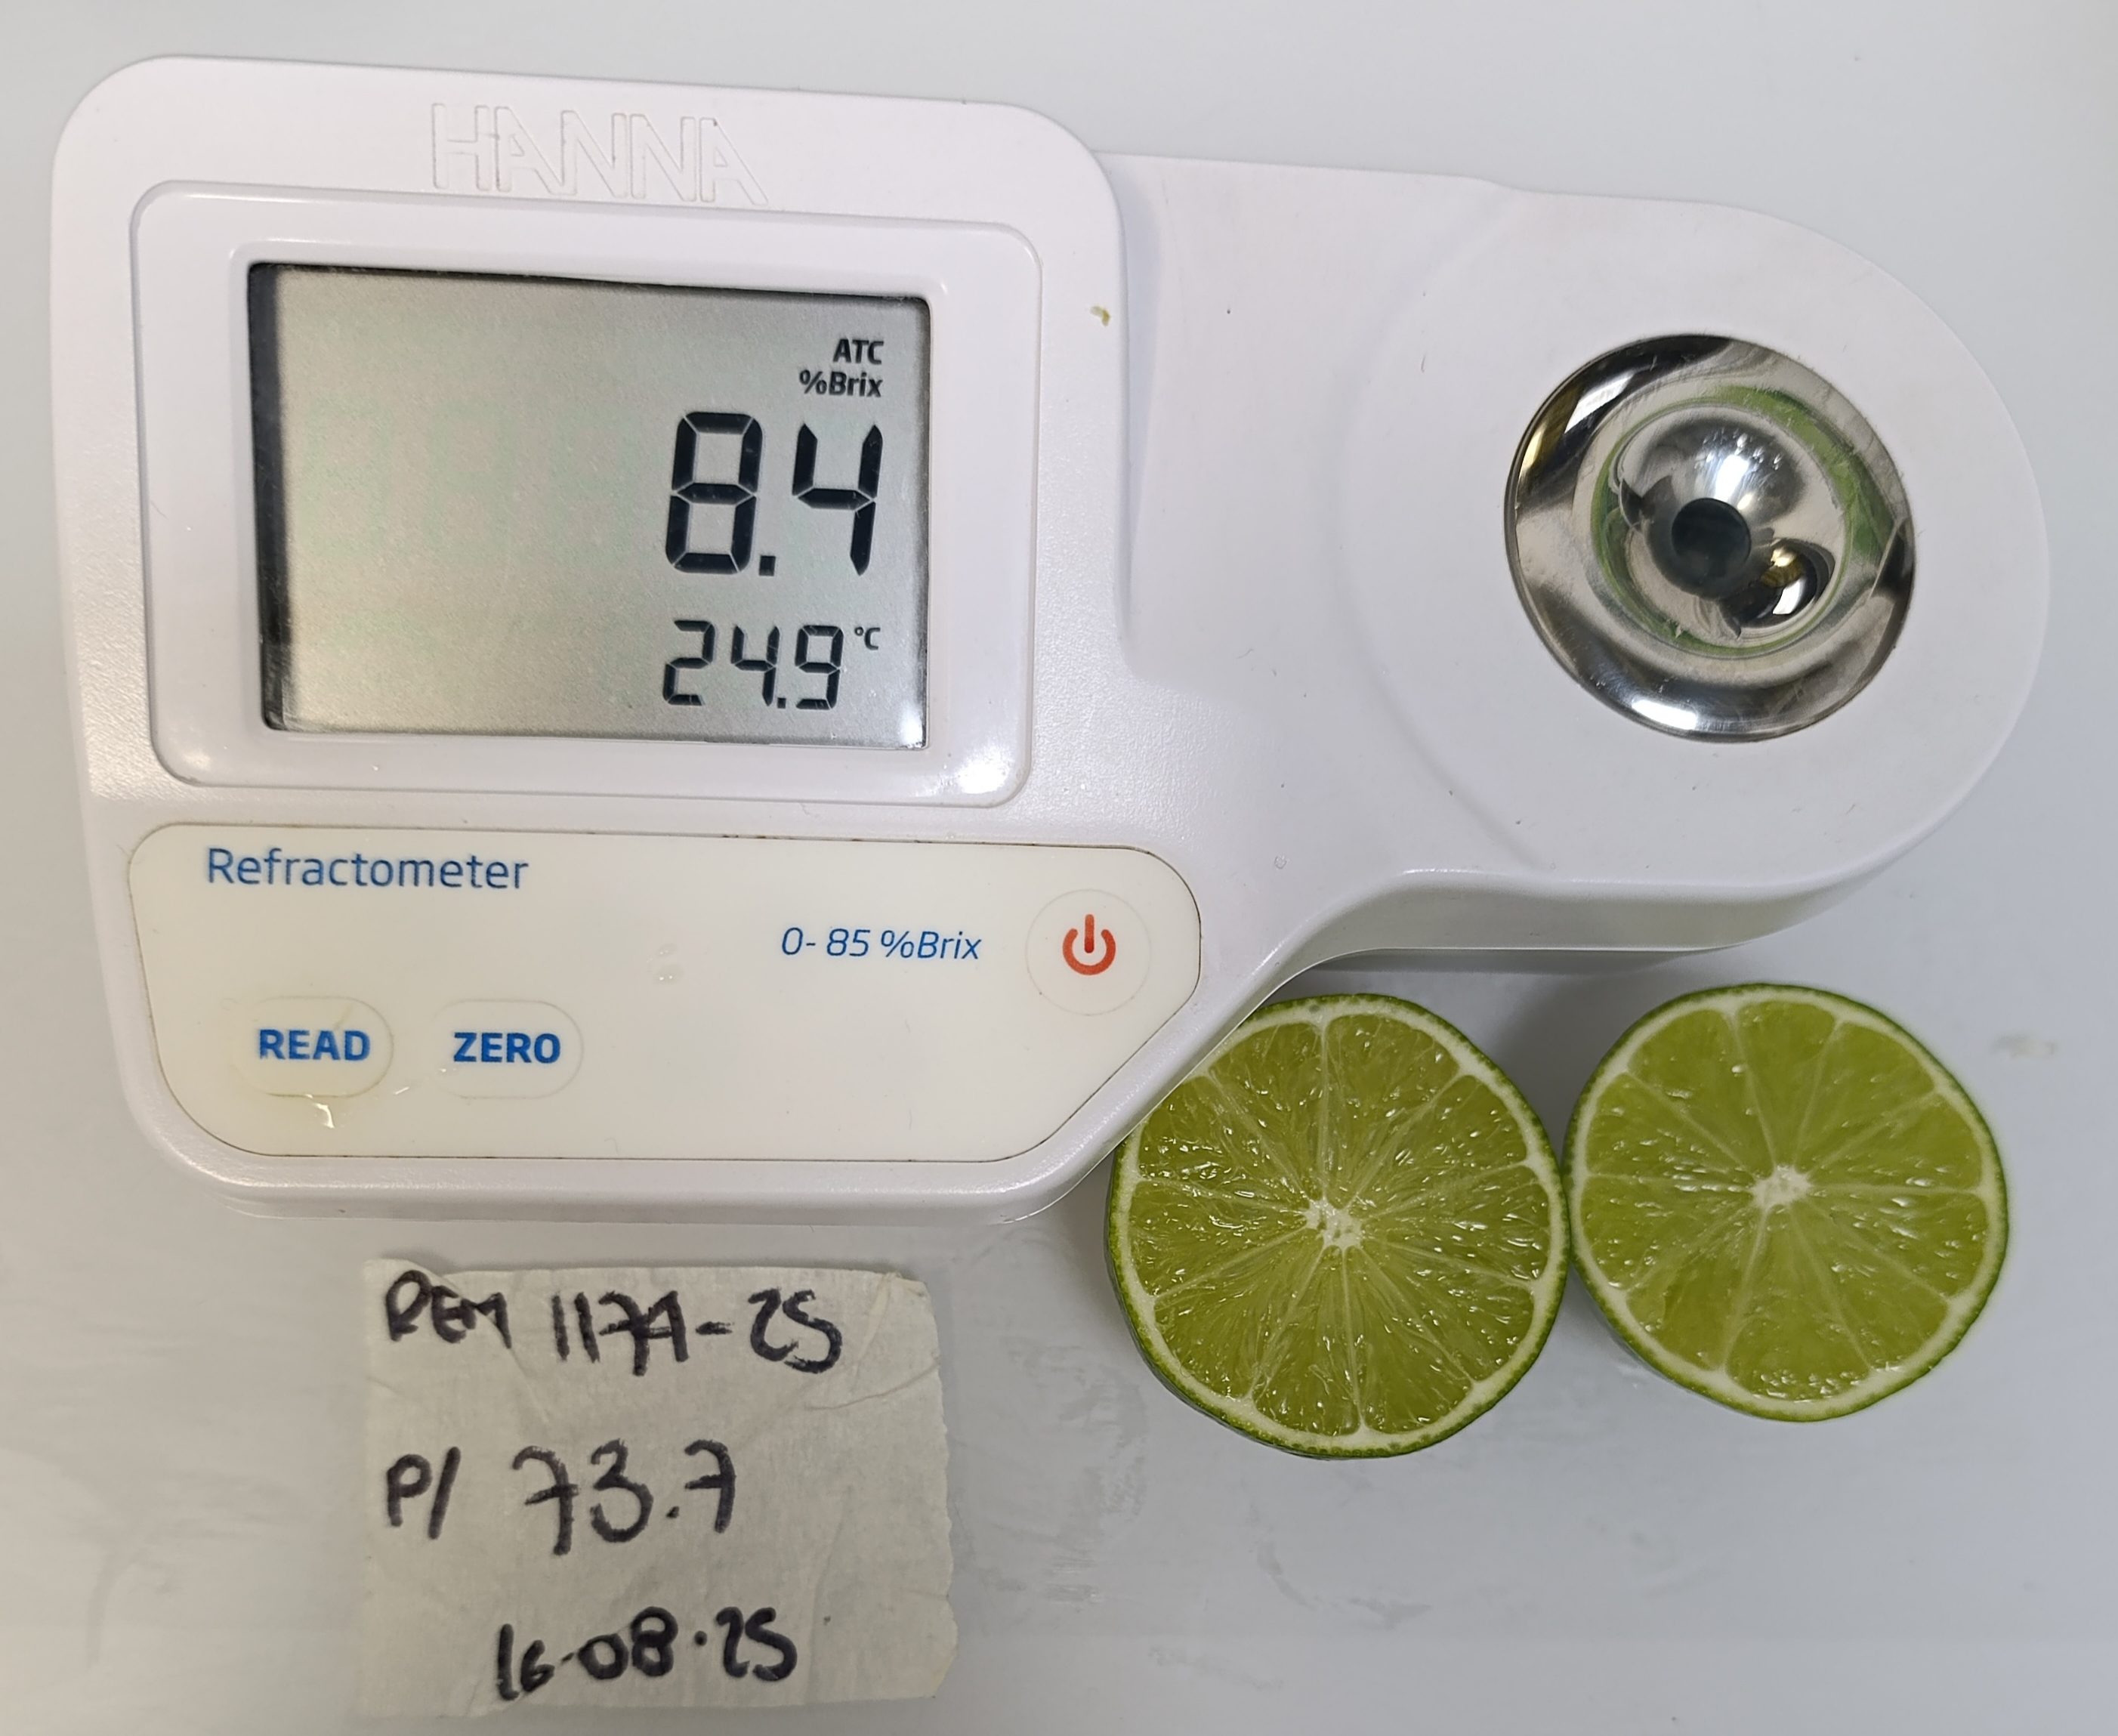 HANNA
ATC
%Brix
8.4
24.9 °C
Refractometer
0-85 %Brix
READ
ZERO
REM 1174-25
P/ 73.7
16-08-25